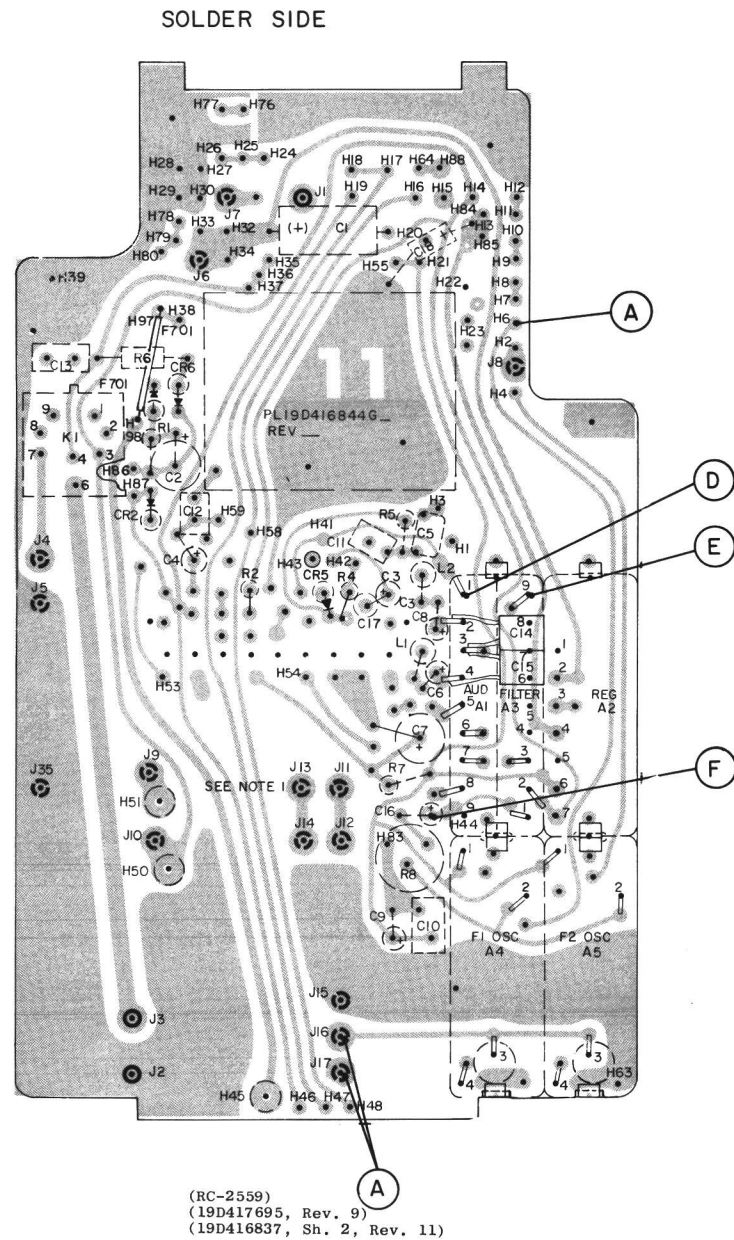 SOLDER SIDE
H77 H76
H26 H25 H24
H28 H27
H18 H17 H64 H88
H29 H30 J7 J1 H19 H16 H15 H14 H12
H78 H33 H32 (+) C1 H20 C18 H84 H13 H11
H79 H85 H10
H80 J6 H34 H35 H55 H21 H9
H39 H36 H37 H22 H8
H7
H97 H38 H23 H6 A
F701 H2
11
C13 R6 J8
F701 CR6 H4
PL19D416844G_
REV __
9 1 H
8 K1 2 198 R1 +
7 4 3 C2
H86
6 H87
CR2 C12 H59 H58 H41 R5 C5 H3 D
C11 H1
J4 C4 H43 H42 L2 E
J5 R2 CR5 R4 C3 1 9
C17 C3
C8 2 8
+ C14
L1 3 7 1
H53 H54 + 4 C15 6 2
C6 AUD FILTER REG
5 A1 A3 5 3 A2
C7 6 4 4
+
J9 7 3 5
J35 SEE NOTE 1 J13 J11 R7 F
H51 8 2 6
C16 + 9 7
J10 J14 J12 H83 H44
H50 R8 1 1
2 2
C9 C10 F1 OSC F2 OSC
+ A4 A5
J15
J3 J16
3 3
J2 J17
4 4 H63
H45 H46 H47 H48
A
(RC-2559)
(19D417695, Rev. 9)
(19D416837, Sh. 2, Rev. 11)